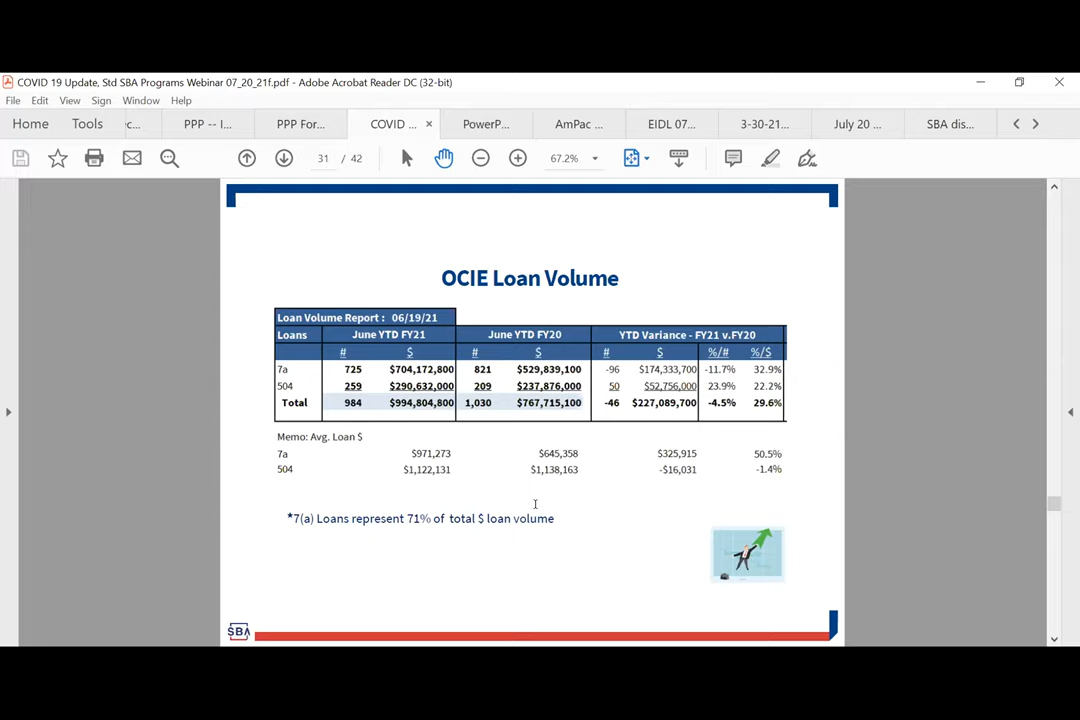 COVID 19 Update, Std SBA Programs Webinar 07_20_21f.pdf - Adobe Acrobat Reader DC (32-bit)
File Edit View Sign Window Help
Home Tools c... PPP -- I... PPP For... COVID ... × PowerP... AmPac ... EIDL 07... 3-30-21... July 20 ... SBA dis...
31 / 42 67.2%
OCIE Loan Volume
Loan Volume Report : 06/19/21
Loans June YTD FY21 June YTD FY20 YTD Variance - FY21 v.FY20
# $ # $ # $ %/# %/$
7a 725 $704,172,800 821 $529,839,100 -96 $174,333,700 -11.7% 32.9%
504 259 $290,632,000 209 $237,876,000 50 $52,756,000 23.9% 22.2%
Total 984 $994,804,800 1,030 $767,715,100 -46 $227,089,700 -4.5% 29.6%
Memo: Avg. Loan $
7a $971,273 $645,358 $325,915 50.5%
504 $1,122,131 $1,138,163 -$16,031 -1.4%
*7(a) Loans represent 71% of total $ loan volume
SBA